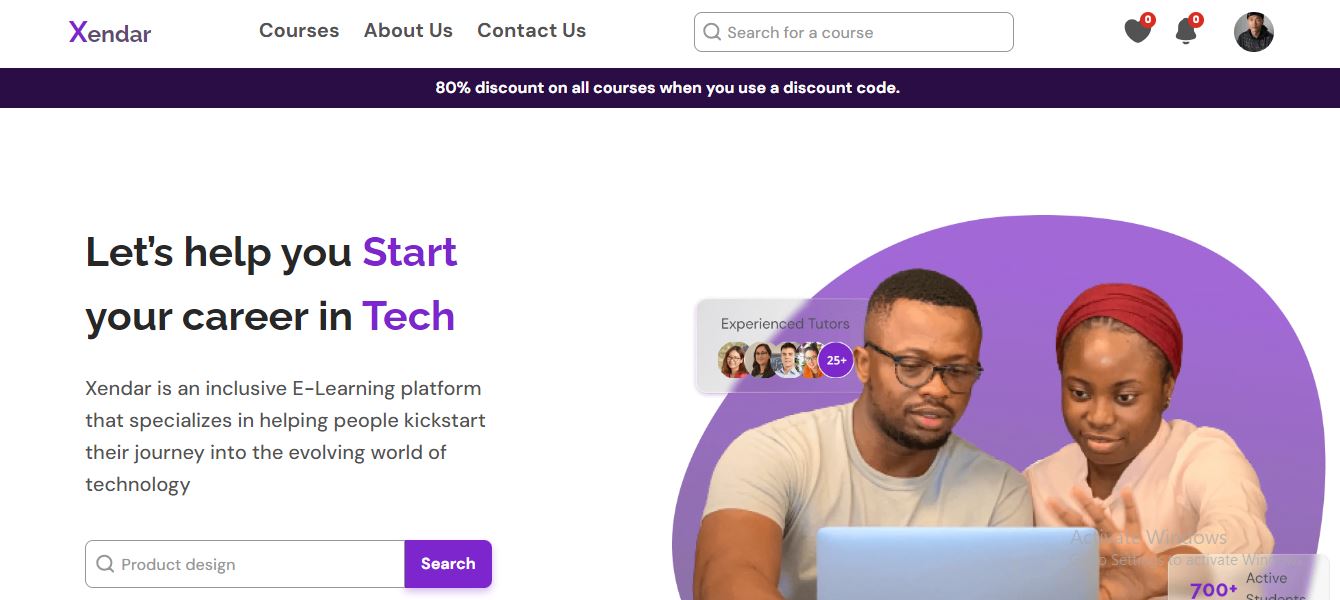 Xendar
Courses
About Us
Contact Us
Search for a course
0
0
80% discount on all courses when you use a discount code.
Let’s help you Start
your career in Tech
Xendar is an inclusive E-Learning platform
that specializes in helping people kickstart
their journey into the evolving world of
technology
Product design
Search
Experienced Tutors
25+
Activate Windows
Go to Settings to activate Windows.
700+
Active
Students